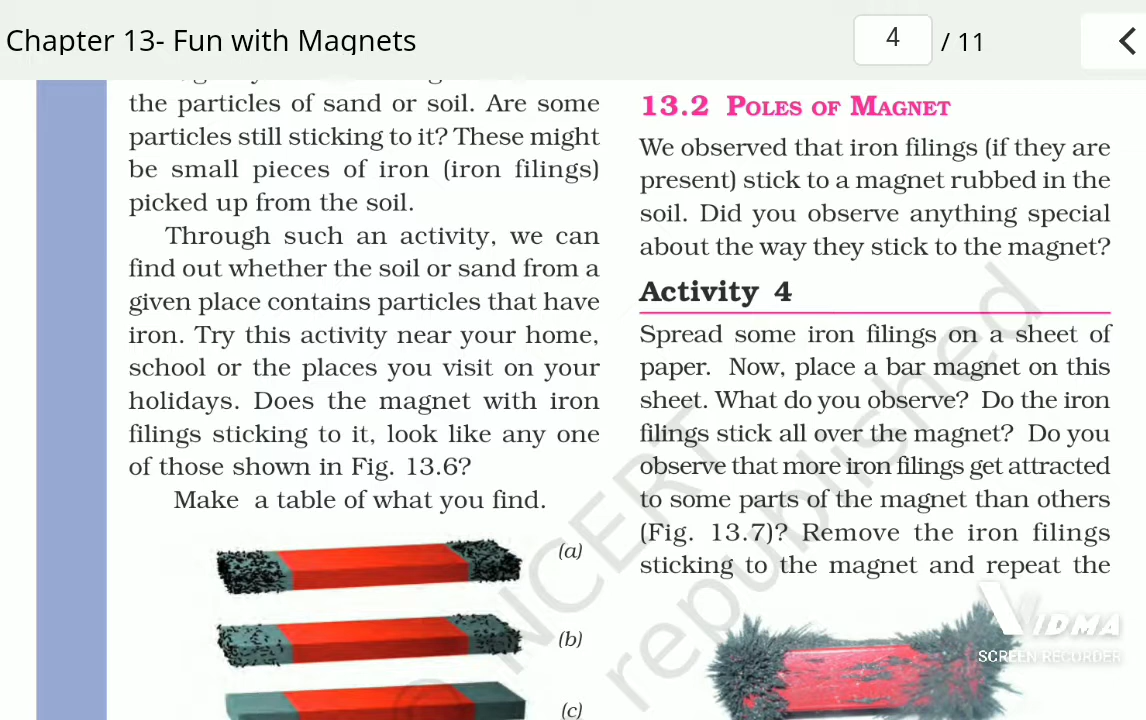 Chapter 13- Fun with Magnets
4 / 11
the particles of sand or soil. Are some
particles still sticking to it? These might
be small pieces of iron (iron filings)
picked up from the soil.
Through such an activity, we can
find out whether the soil or sand from a
given place contains particles that have
iron. Try this activity near your home,
school or the places you visit on your
holidays. Does the magnet with iron
filings sticking to it, look like any one
of those shown in Fig. 13.6?
Make a table of what you find.
(a)
(b)
(c)
13.2 POLES OF MAGNET
We observed that iron filings (if they are
present) stick to a magnet rubbed in the
soil. Did you observe anything special
about the way they stick to the magnet?
Activity 4
Spread some iron filings on a sheet of
paper. Now, place a bar magnet on this
sheet. What do you observe? Do the iron
filings stick all over the magnet? Do you
observe that more iron filings get attracted
to some parts of the magnet than others
(Fig. 13.7)? Remove the iron filings
sticking to the magnet and repeat the
© NCERT
republished
VIDMA
SCREEN RECORDER